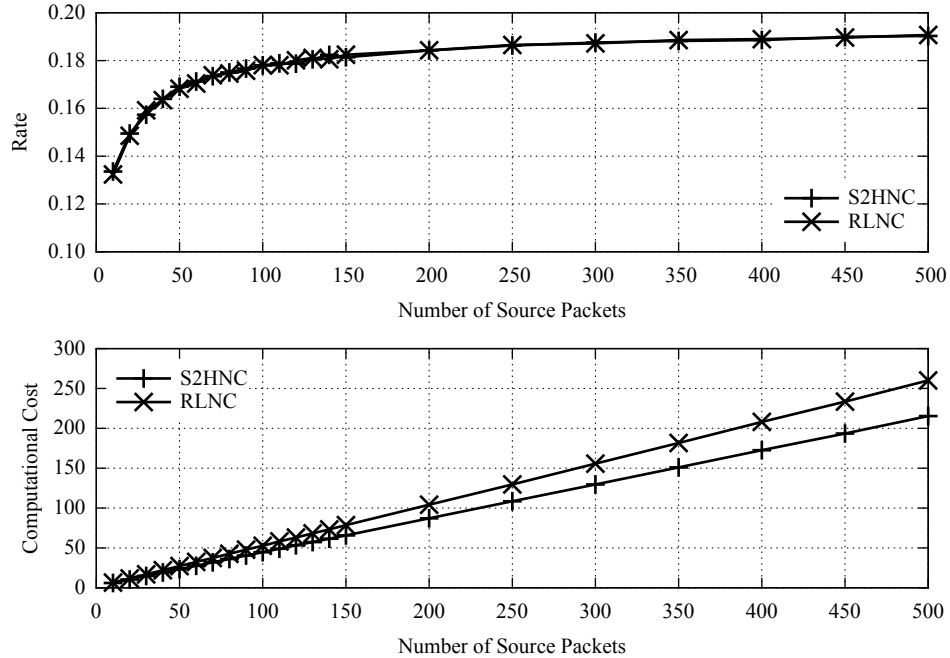 0.20
0.18
0.16
0.14
0.12
0.10
Rate
S2HNC
RLNC
0 50 100 150 200 250 300 350 400 450 500
Number of Source Packets
300
250
200
150
100
50
0
Computational Cost
S2HNC
RLNC
0 50 100 150 200 250 300 350 400 450 500
Number of Source Packets